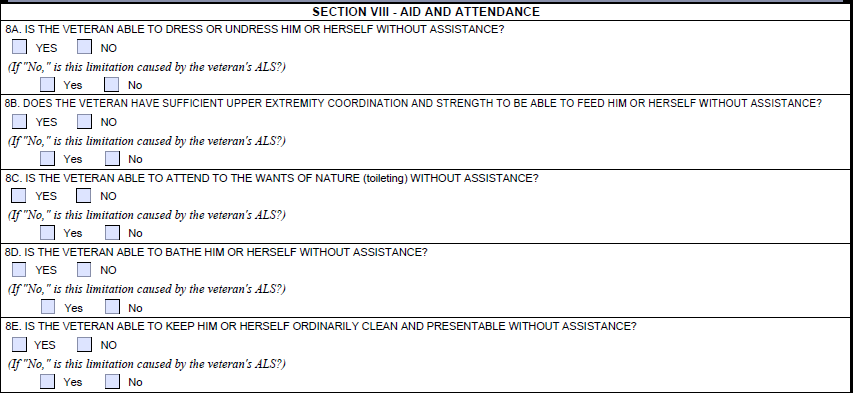 SECTION VIII - AID AND ATTENDANCE
8A. IS THE VETERAN ABLE TO DRESS OR UNDRESS HIM OR HERSELF WITHOUT ASSISTANCE?
YES NO
(If "No," is this limitation caused by the veteran's ALS?)
Yes No
8B. DOES THE VETERAN HAVE SUFFICIENT UPPER EXTREMITY COORDINATION AND STRENGTH TO BE ABLE TO FEED HIM OR HERSELF WITHOUT ASSISTANCE?
YES NO
(If "No," is this limitation caused by the veteran's ALS?)
Yes No
8C. IS THE VETERAN ABLE TO ATTEND TO THE WANTS OF NATURE (toileting) WITHOUT ASSISTANCE?
YES NO
(If "No," is this limitation caused by the veteran's ALS?)
Yes No
8D. IS THE VETERAN ABLE TO BATHE HIM OR HERSELF WITHOUT ASSISTANCE?
YES NO
(If "No," is this limitation caused by the veteran's ALS?)
Yes No
8E. IS THE VETERAN ABLE TO KEEP HIM OR HERSELF ORDINARILY CLEAN AND PRESENTABLE WITHOUT ASSISTANCE?
YES NO
(If "No," is this limitation caused by the veteran's ALS?)
Yes No